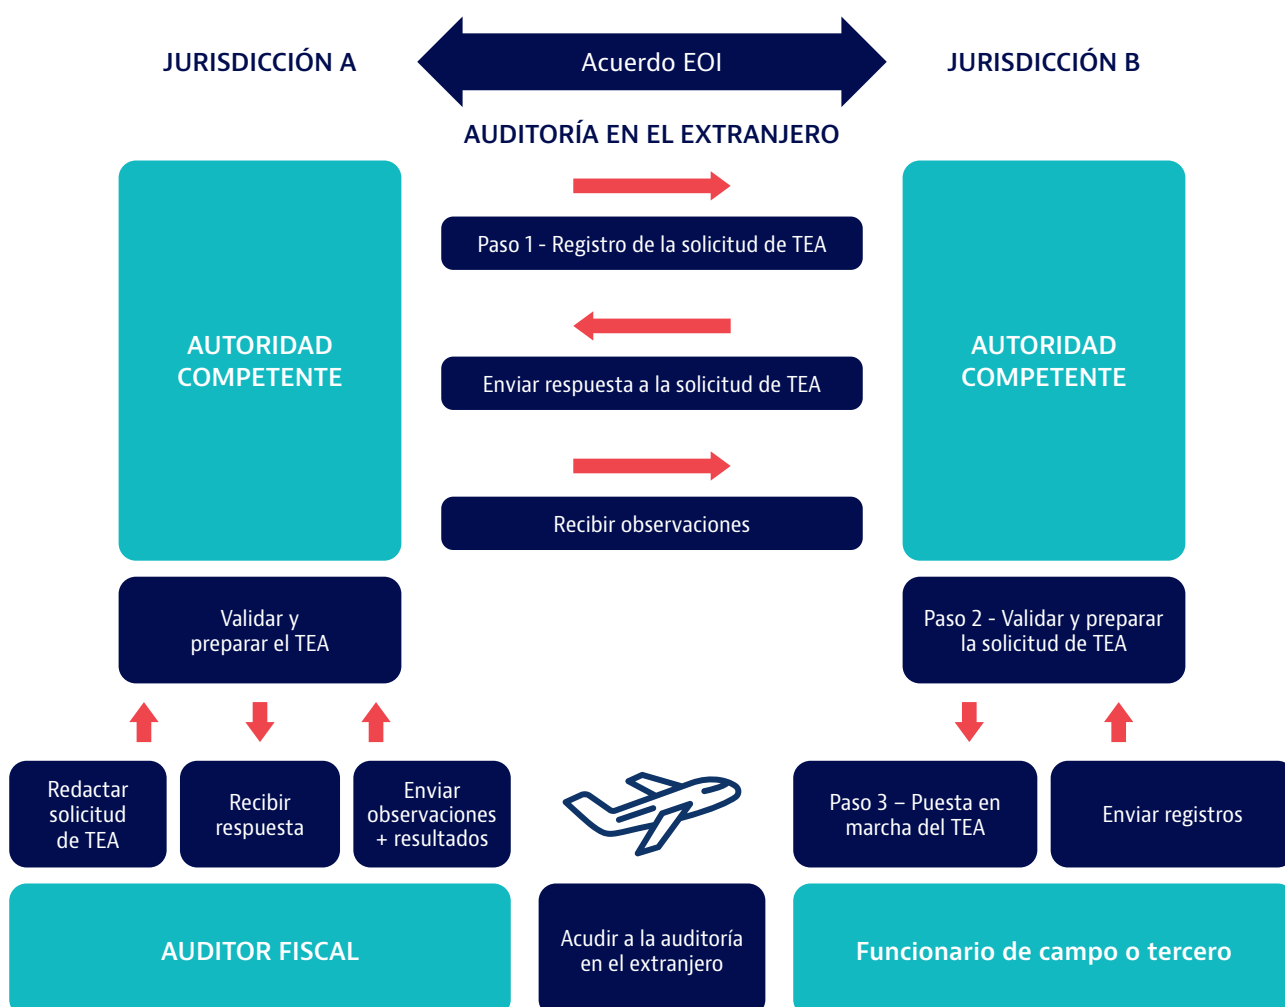 JURISDICCIÓN A
Acuerdo EOI
JURISDICCIÓN B
AUDITORÍA EN EL EXTRANJERO
Paso 1 - Registro de la solicitud de TEA
Enviar respuesta a la solicitud de TEA
Recibir observaciones
AUTORIDAD
COMPETENTE
AUTORIDAD
COMPETENTE
Validar y
preparar el TEA
Paso 2 - Validar y preparar
la solicitud de TEA
Redactar
solicitud
de TEA
Recibir
respuesta
Enviar
observaciones
+ resultados
Paso 3 – Puesta en
marcha del TEA
Enviar registros
AUDITOR FISCAL
Acudir a la auditoría
en el extranjero
Funcionario de campo o tercero